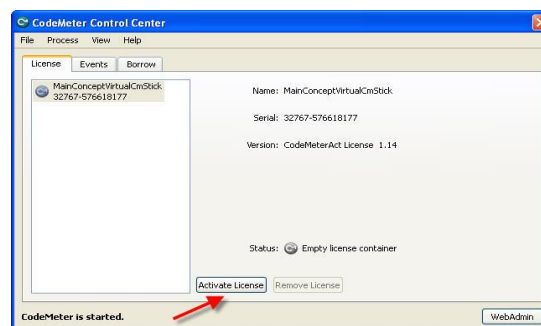 CodeMeter Control Center
File Process View Help
License Events Borrow
MainConceptVirtualCmStick
32767-576618177
Name: MainConceptVirtualCmStick
Serial: 32767-576618177
Version: CodeMeterAct License 1.14
Status: Empty license container
Activate License Remove License
CodeMeter is started. WebAdmin